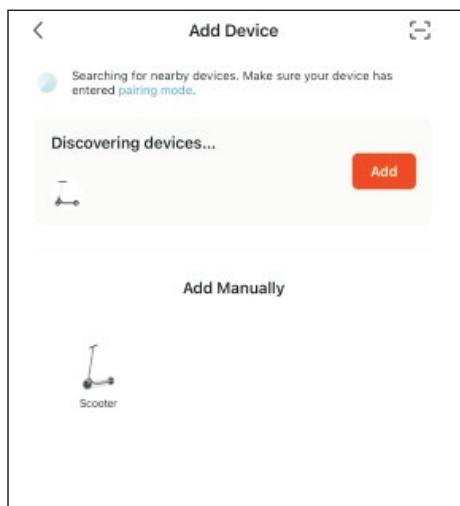 Add Device
Searching for nearby devices. Make sure your device has
entered pairing mode.
Discovering devices...
Add
Add Manually
Scooter